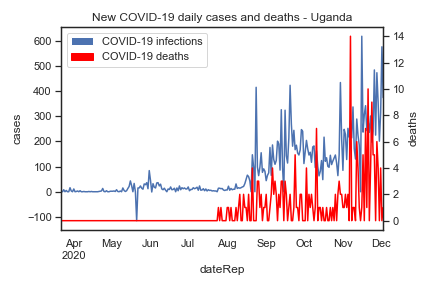 New COVID-19 daily cases and deaths - Uganda
COVID-19 infections
COVID-19 deaths
cases
600
500
400
300
200
100
0
−100
deaths
14
12
10
8
6
4
2
0
Apr May Jun Jul Aug Sep Oct Nov Dec
2020
dateRep